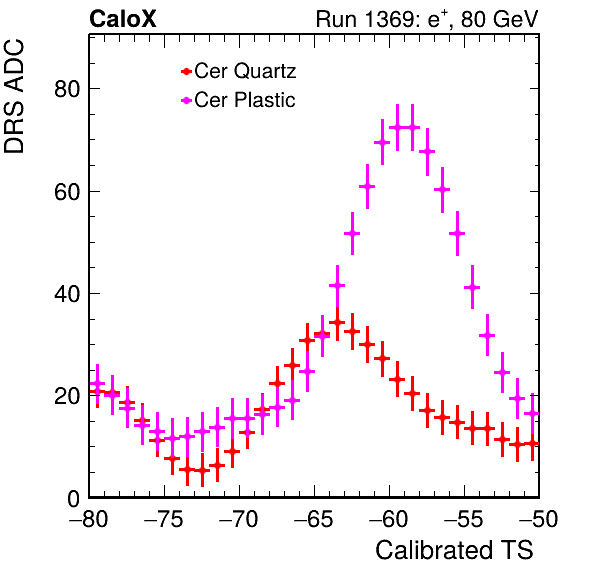 CaloX Run 1369: e⁺, 80 GeV
DRS ADC
Cer Quartz
Cer Plastic
80
60
40
20
0
−80 −75 −70 −65 −60 −55 −50
Calibrated TS